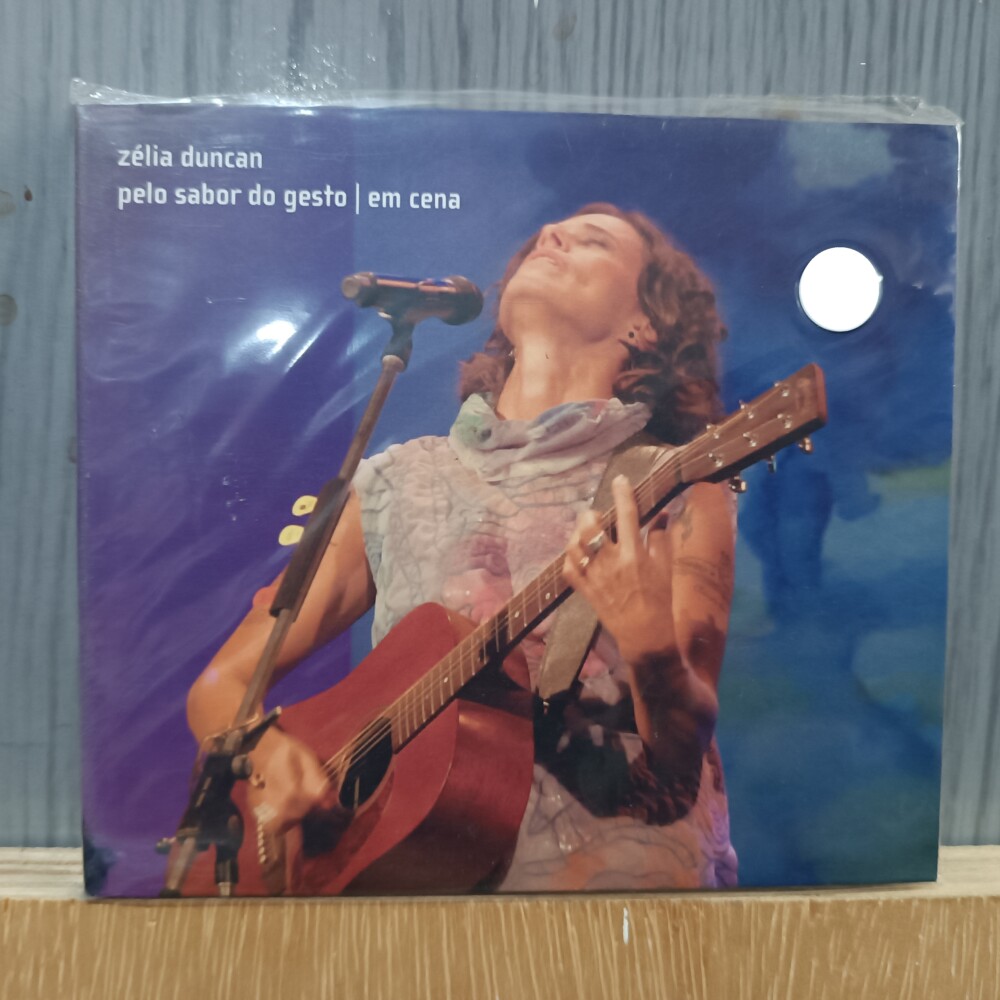 zélia duncan
pelo sabor do gesto | em cena